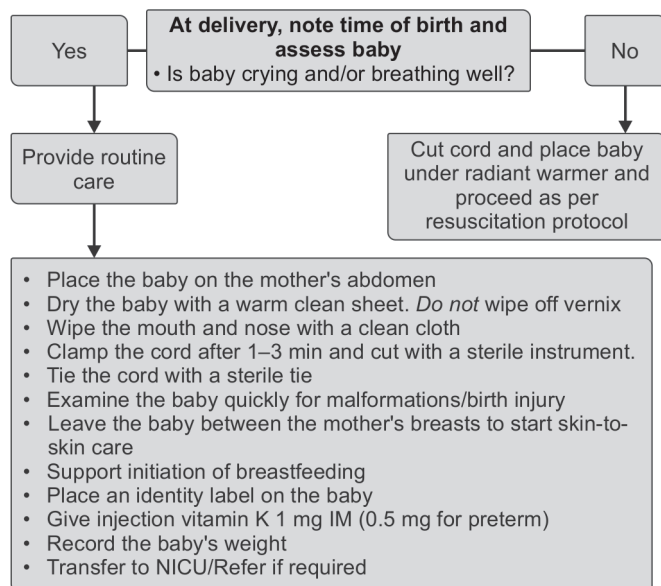 Yes
At delivery, note time of birth and
assess baby
• Is baby crying and/or breathing well?
No
Provide routine
care
Cut cord and place baby
under radiant warmer and
proceed as per
resuscitation protocol
• Place the baby on the mother's abdomen
• Dry the baby with a warm clean sheet. Do not wipe off vernix
• Wipe the mouth and nose with a clean cloth
• Clamp the cord after 1–3 min and cut with a sterile instrument.
• Tie the cord with a sterile tie
• Examine the baby quickly for malformations/birth injury
• Leave the baby between the mother's breasts to start skin-to-
skin care
• Support initiation of breastfeeding
• Place an identity label on the baby
• Give injection vitamin K 1 mg IM (0.5 mg for preterm)
• Record the baby's weight
• Transfer to NICU/Refer if required